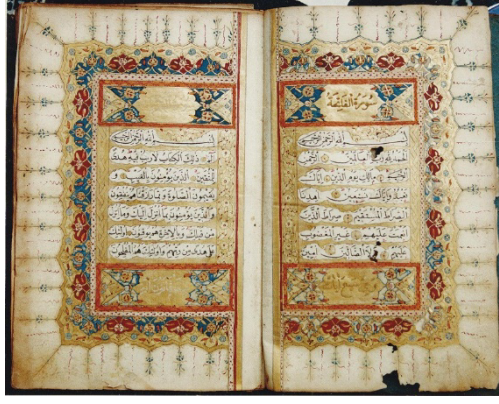 سورة الفاتحة
بسم الله الرحمن الرحيم
الحمد لله رب العالمين الرحمن
الرحيم مالك يوم الدين اياك
نعبد واياك نستعين اهدنا
الصراط المستقيم صراط الذين
انعمت عليهم غير المغضوب
عليهم ولا الضالين امين
بسم الله الرحمن الرحيم
الم ذلك الكتاب لا ريب فيه هدى
للمتقين الذين يؤمنون بالغيب و
يقيمون الصلوة ومما رزقناهم ينفقون
والذين يؤمنون بما انزل اليك وما انزل
من قبلك وبالاخرة هم يوقنون اولئك
على هدى من ربهم واولئك هم المفلحون